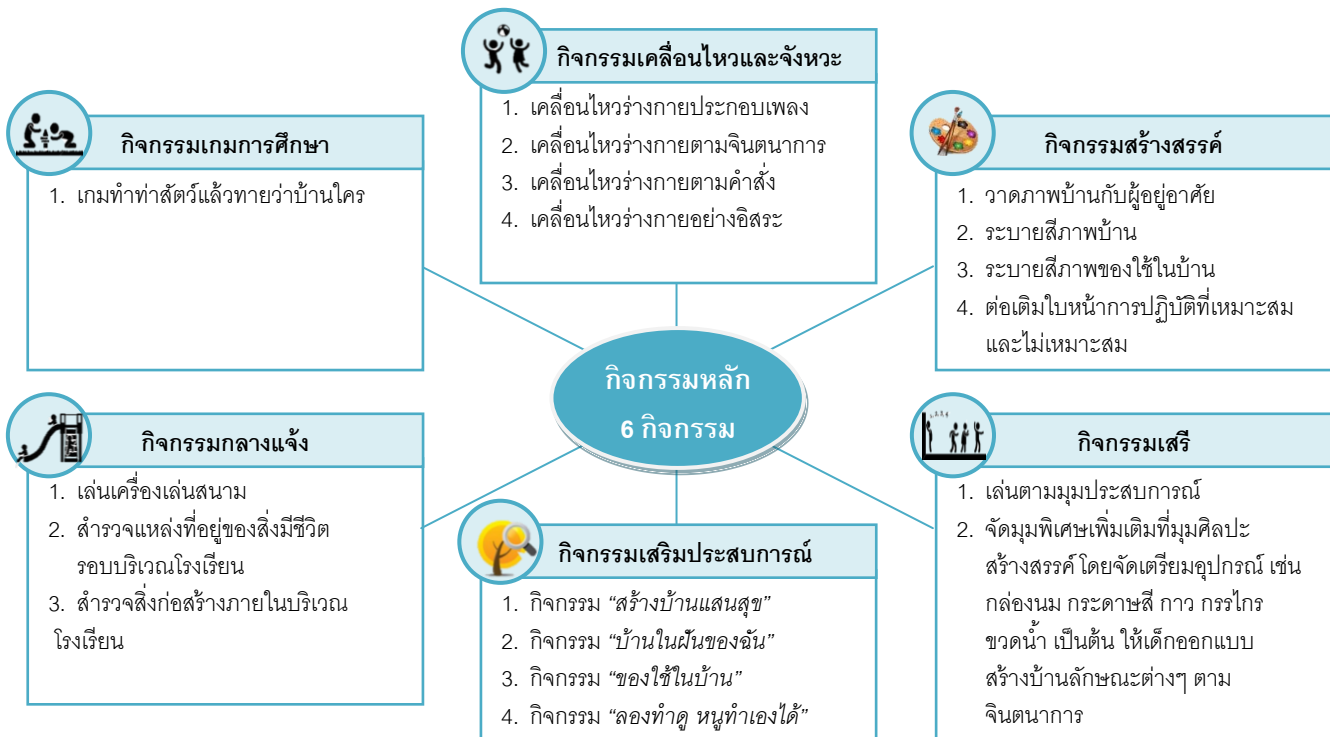 กิจกรรมเคลื่อนไหวและจังหวะ
1. เคลื่อนไหวร่างกายประกอบเพลง
2. เคลื่อนไหวร่างกายตามจินตนาการ
3. เคลื่อนไหวร่างกายตามคำสั่ง
4. เคลื่อนไหวร่างกายอย่างอิสระ
กิจกรรมเกมการศึกษา
1. เกมทำท่าสัตว์แล้วทายว่าบ้านใคร
กิจกรรมสร้างสรรค์
1. วาดภาพบ้านกับผู้อยู่อาศัย
2. ระบายสีภาพบ้าน
3. ระบายสีภาพของใช้ในบ้าน
4. ต่อเติมใบหน้าการปฏิบัติที่เหมาะสม
และไม่เหมาะสม
กิจกรรมหลัก
6 กิจกรรม
กิจกรรมกลางแจ้ง
1. เล่นเครื่องเล่นสนาม
2. สำรวจแหล่งที่อยู่ของสิ่งมีชีวิต
รอบบริเวณโรงเรียน
3. สำรวจสิ่งก่อสร้างภายในบริเวณ
โรงเรียน
กิจกรรมเสริมประสบการณ์
1. กิจกรรม “สร้างบ้านแสนสุข”
2. กิจกรรม “บ้านในฝันของฉัน”
3. กิจกรรม “ของใช้ในบ้าน”
4. กิจกรรม “ลองทำดู หนูทำเองได้”
กิจกรรมเสรี
1. เล่นตามมุมประสบการณ์
2. จัดมุมพิเศษเพิ่มเติมที่มุมศิลปะ
สร้างสรรค์ โดยจัดเตรียมอุปกรณ์ เช่น
กล่องนม กระดาษสี กาว กรรไกร
ขวดน้ำ เป็นต้น ให้เด็กออกแบบ
สร้างบ้านลักษณะต่างๆ ตาม
จินตนาการ